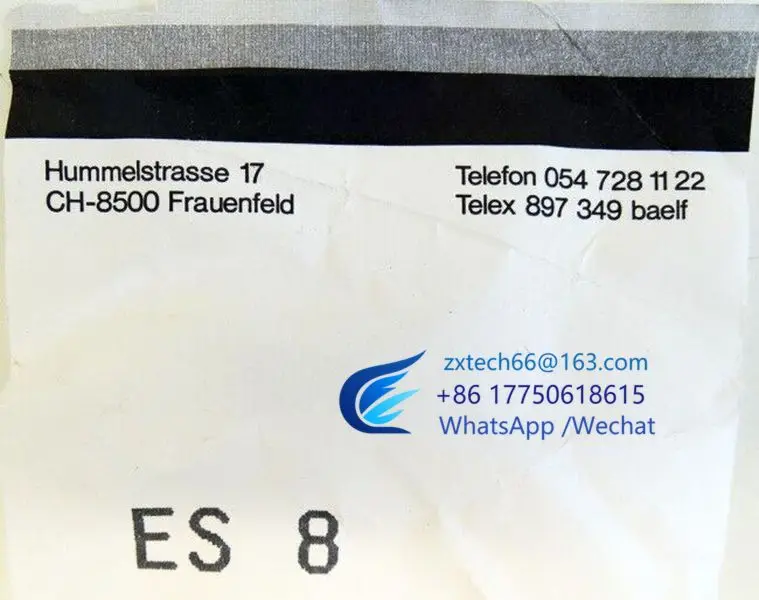 Hummelstrasse 17
CH-8500 Frauenfeld
Telefon 054 728 11 22
Telex 897 349 baelf
zxtech66@163.com
+86 17750618615
WhatsApp /Wechat
ES 8